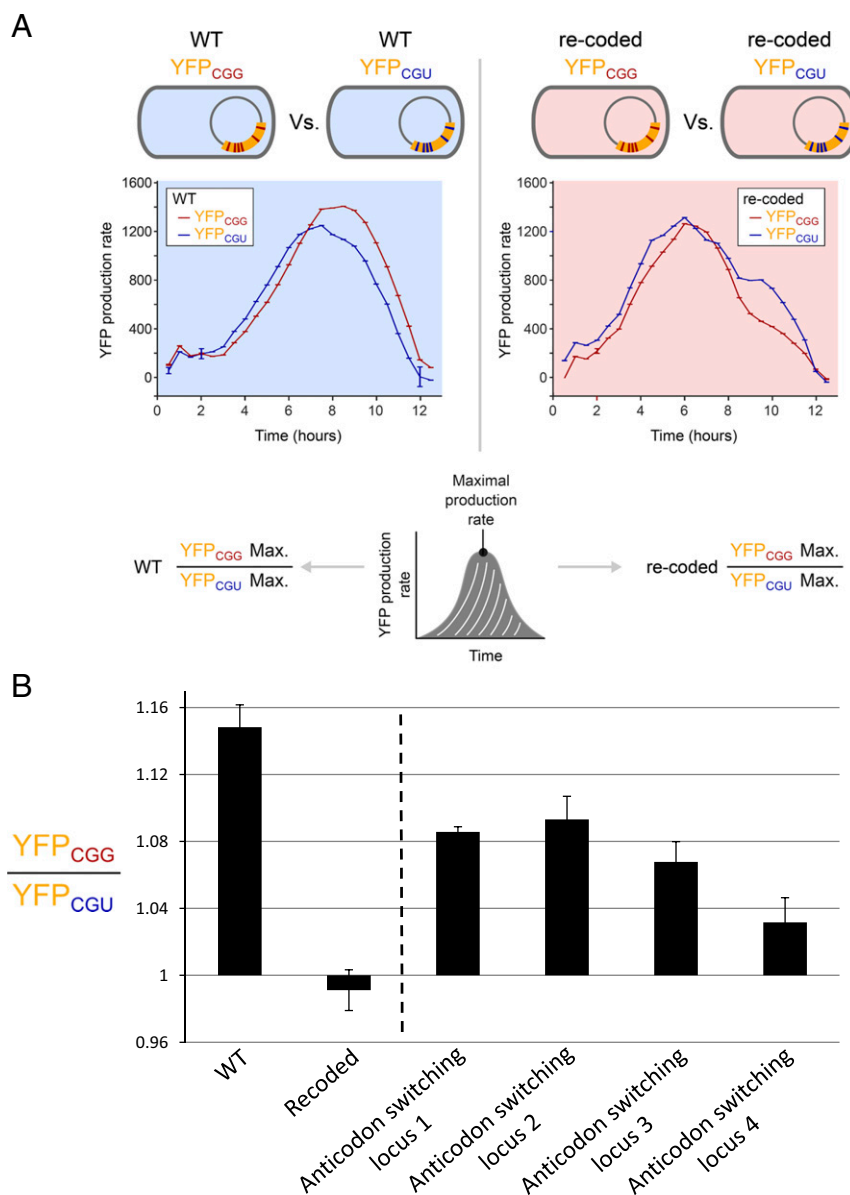 A
WT
YFPCGG
WT
YFPCGU
re-coded
YFPCGG
re-coded
YFPCGU
Vs.
Vs.
YFP production rate
1600
1200
800
400
0
WT
YFPCGG
YFPCGU
0 2 4 6 8 10 12
Time (hours)
YFP production rate
1600
1200
800
400
0
re-coded
YFPCGG
YFPCGU
0 2 4 6 8 10 12
Time (hours)
Maximal
production
rate
WT
YFPCGG Max.
YFPCGU Max.
YFP production
rate
Time
re-coded
YFPCGG Max.
YFPCGU Max.
B
YFPCGG
YFPCGU
1.16
1.12
1.08
1.04
1
0.96
WT
Recoded
Anticodon switching
locus 1
Anticodon switching
locus 2
Anticodon switching
locus 3
Anticodon switching
locus 4